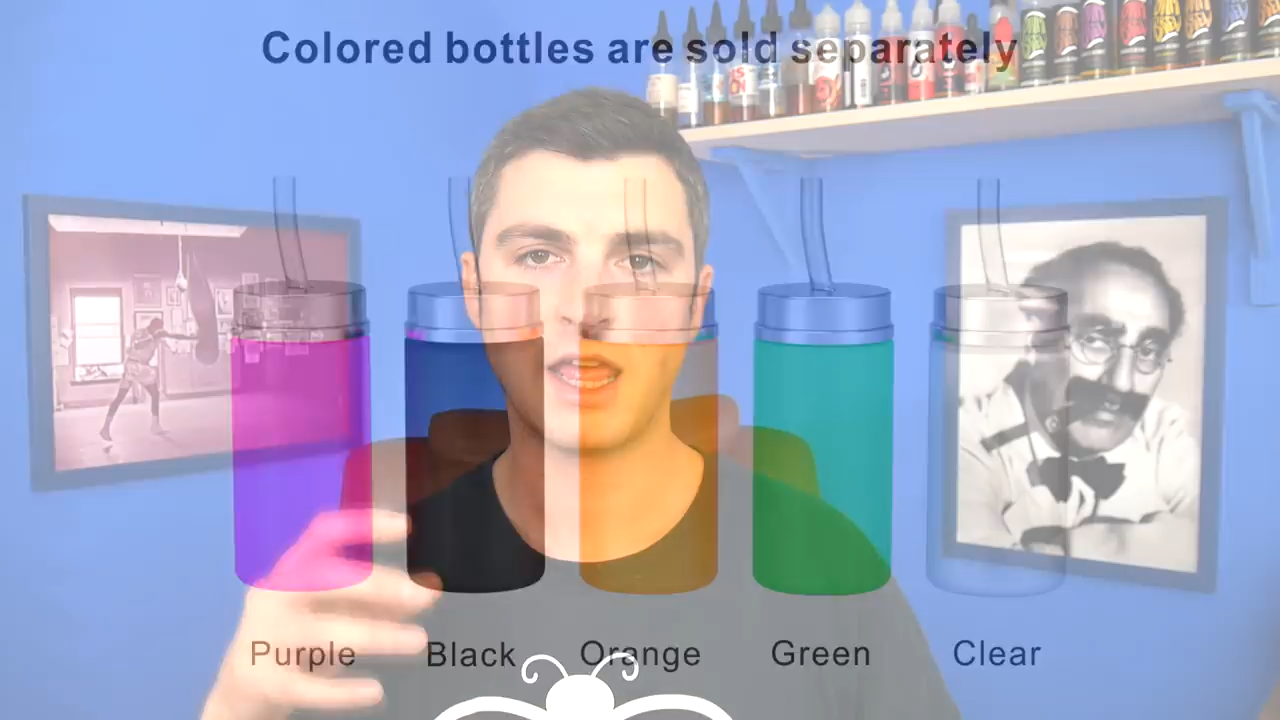 Colored bottles are sold separately
Purple
Black
Orange
Green
Clear